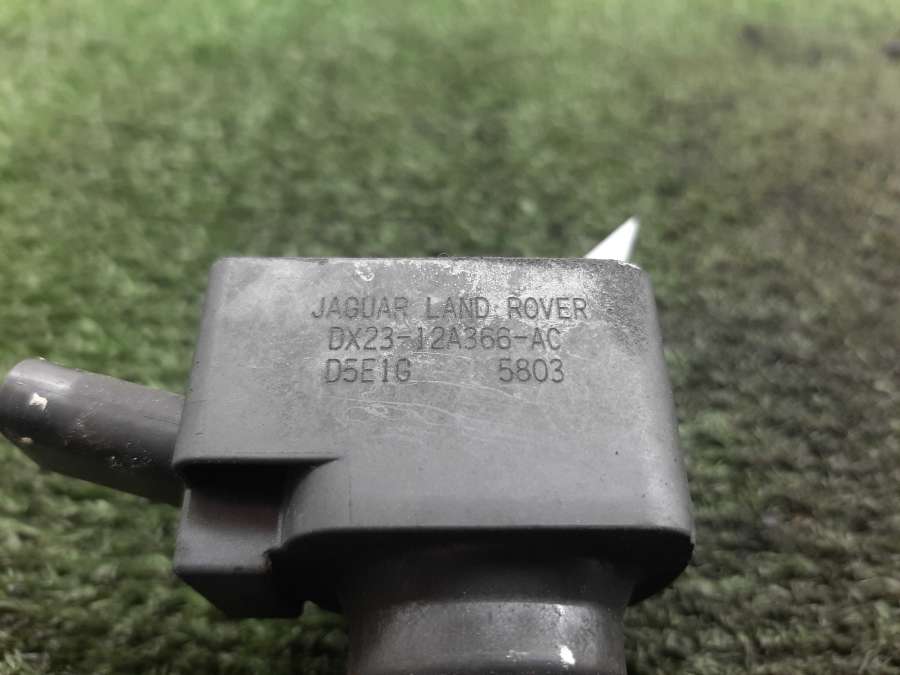 JAGUAR LAND ROVER
DX23-12A366-AC
D5E1G 5803